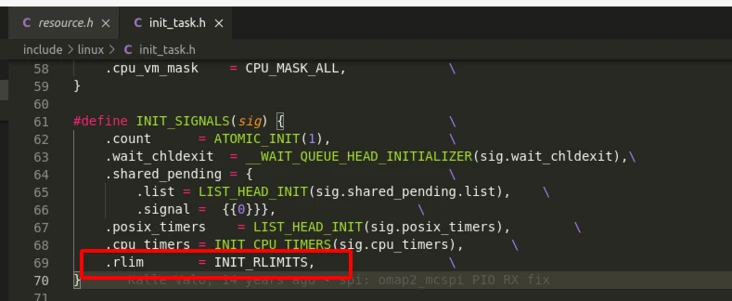 C resource.h × C init_task.h ×
include > linux > C init_task.h
58 .cpu_vm_mask = CPU_MASK_ALL, \
59 }
60
61 #define INIT_SIGNALS(sig) { \
62 .count = ATOMIC_INIT(1), \
63 .wait_chldexit = __WAIT_QUEUE_HEAD_INITIALIZER(sig.wait_chldexit),\
64 .shared_pending = { \
65 .list = LIST_HEAD_INIT(sig.shared_pending.list), \
66 .signal = {{0}}}, \
67 .posix_timers = LIST_HEAD_INIT(sig.posix_timers), \
68 .cpu_timers = INIT_CPU_TIMERS(sig.cpu_timers), \
69 .rlim = INIT_RLIMITS, \
70 } Kalle Valo, 14 years ago • spi: omap2_mcspi PIO RX fix
71